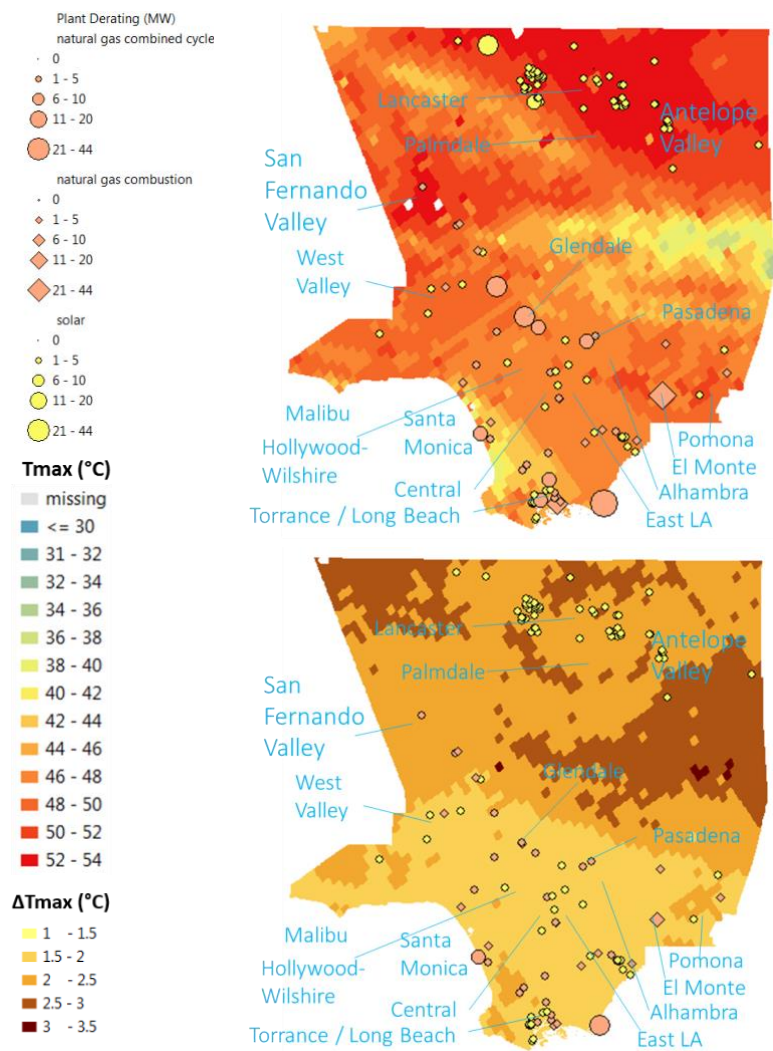 Plant Derating (MW)
natural gas combined cycle
0
1 - 5
6 - 10
11 - 20
21 - 44
natural gas combustion
0
1 - 5
6 - 10
11 - 20
21 - 44
solar
0
1 - 5
6 - 10
11 - 20
21 - 44
Tmax (°C)
missing
<= 30
31 - 32
32 - 34
34 - 36
36 - 38
38 - 40
40 - 42
42 - 44
44 - 46
46 - 48
48 - 50
50 - 52
52 - 54
ΔTmax (°C)
1 - 1.5
1.5 - 2
2 - 2.5
2.5 - 3
3 - 3.5
Lancaster
Antelope
Valley
Palmdale
San
Fernando
Valley
Glendale
West
Valley
Pasadena
Malibu
Santa
Monica
Hollywood-
Wilshire
Pomona
El Monte
Central
Alhambra
Torrance / Long Beach
East LA
Lancaster
Antelope
Valley
Palmdale
San
Fernando
Valley
Glendale
West
Valley
Pasadena
Malibu
Santa
Monica
Hollywood-
Wilshire
Pomona
El Monte
Central
Alhambra
Torrance / Long Beach
East LA